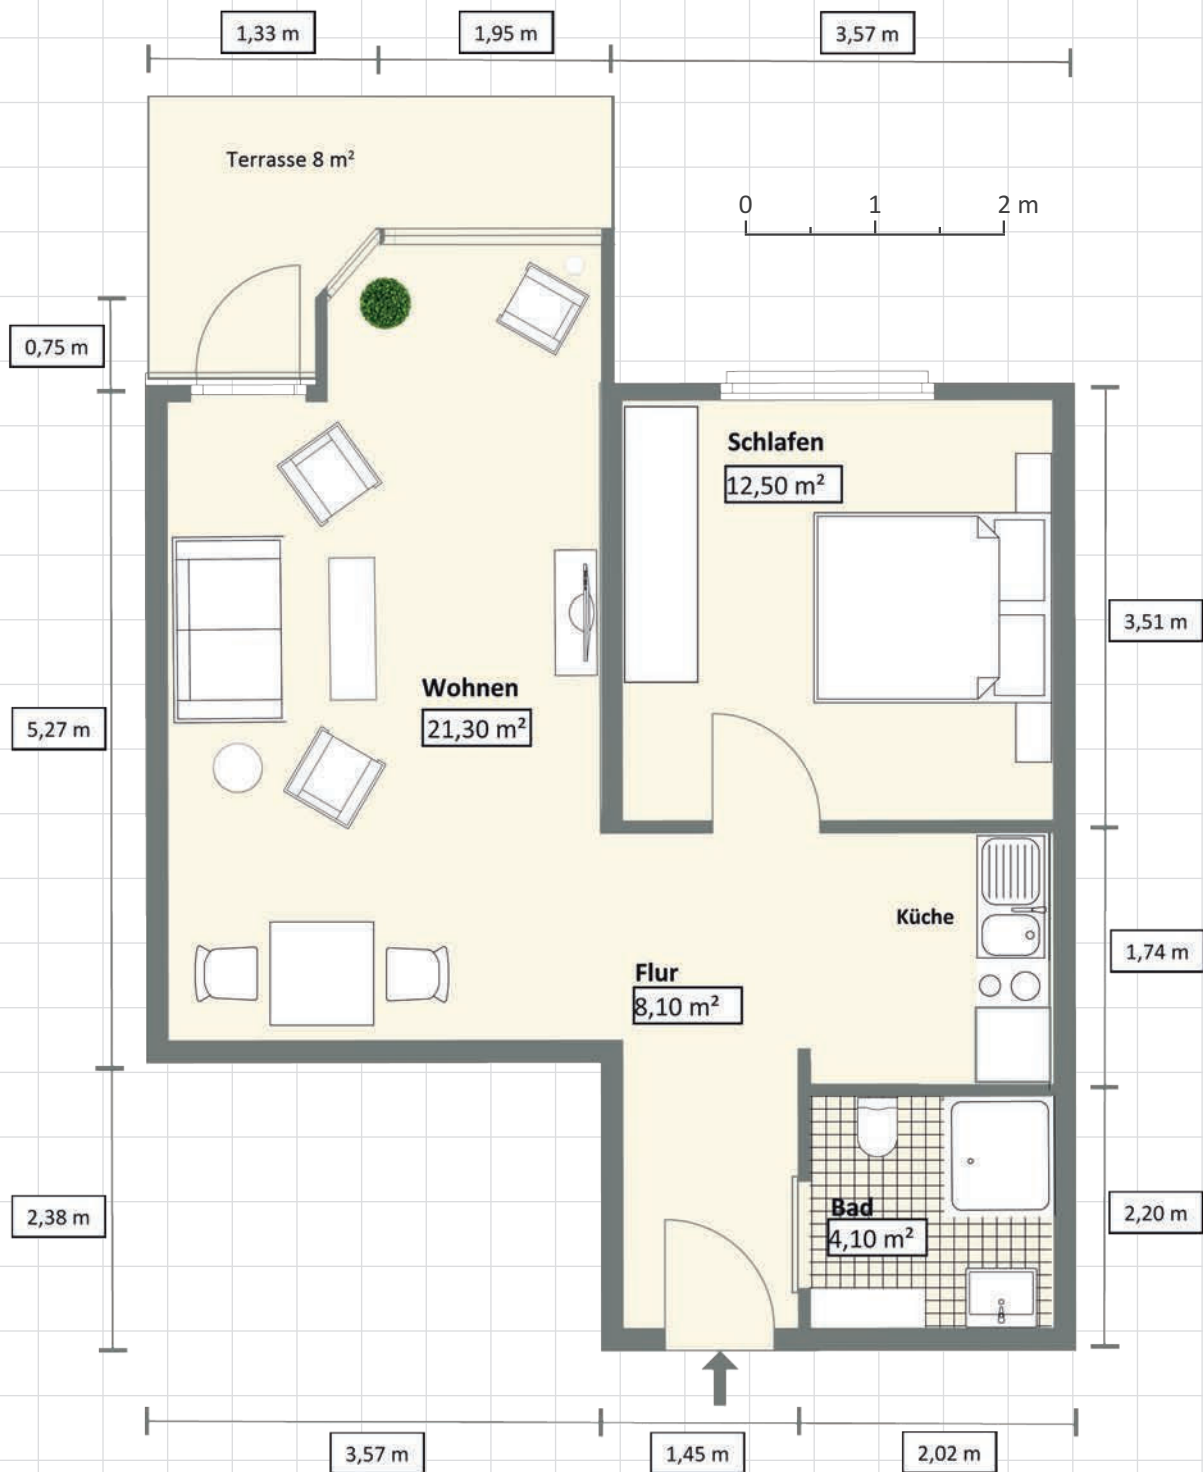 1,33 m
1,95 m
3,57 m
Terrasse 8 m²
0 1 2 m
0,75 m
Schlafen
12,50 m²
3,51 m
Wohnen
21,30 m²
5,27 m
Küche
1,74 m
Flur
8,10 m²
2,38 m
Bad
4,10 m²
2,20 m
3,57 m
1,45 m
2,02 m